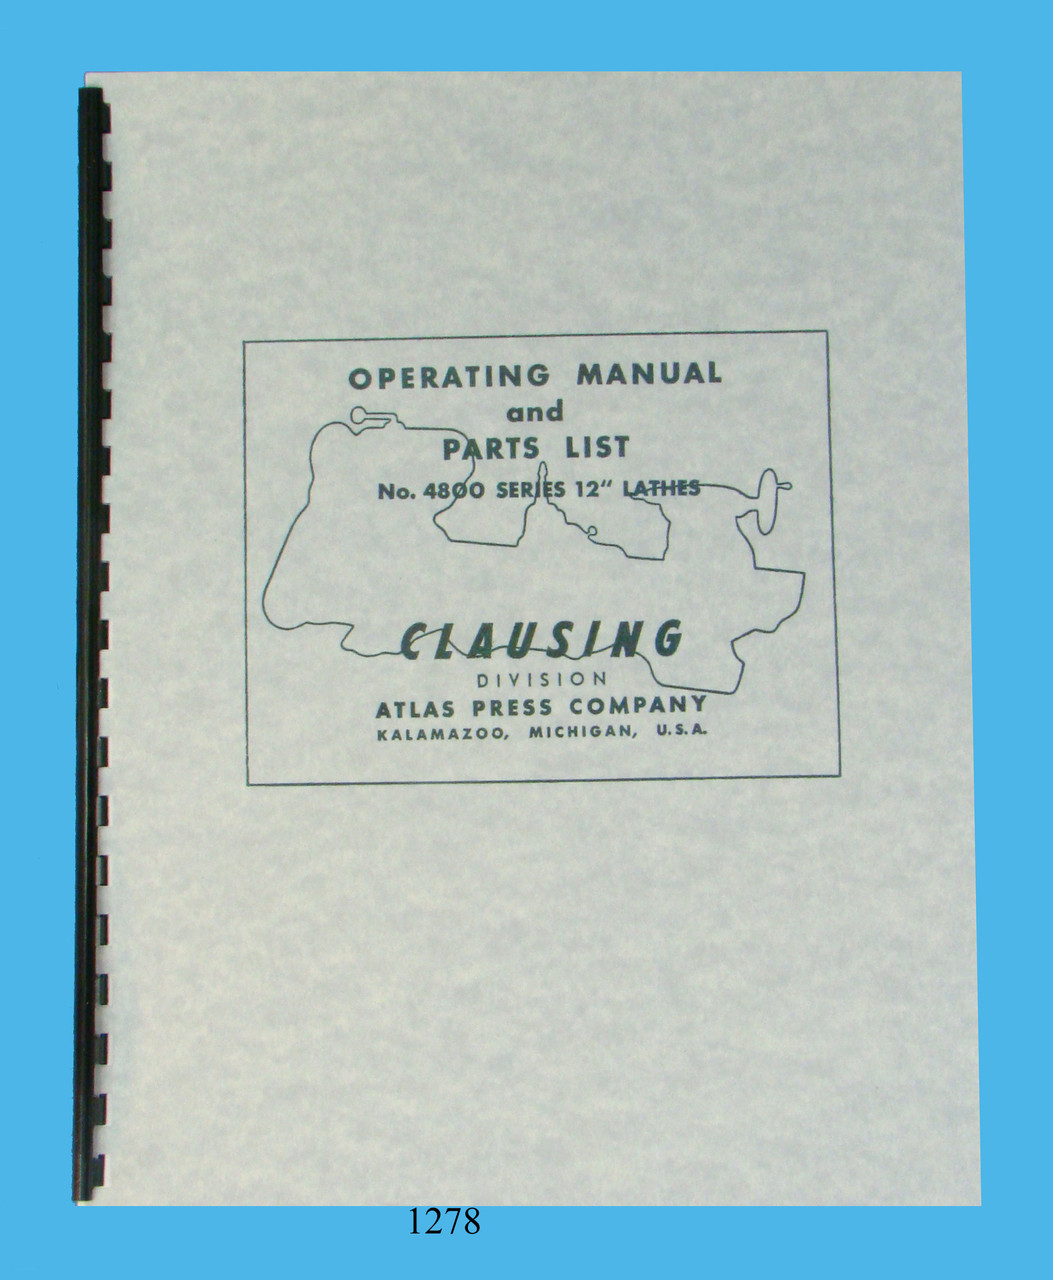 OPERATING MANUAL
and
PARTS LIST
No. 4800 SERIES 12" LATHES
CLAUSING
DIVISION
ATLAS PRESS COMPANY
KALAMAZOO, MICHIGAN, U.S.A.
1278